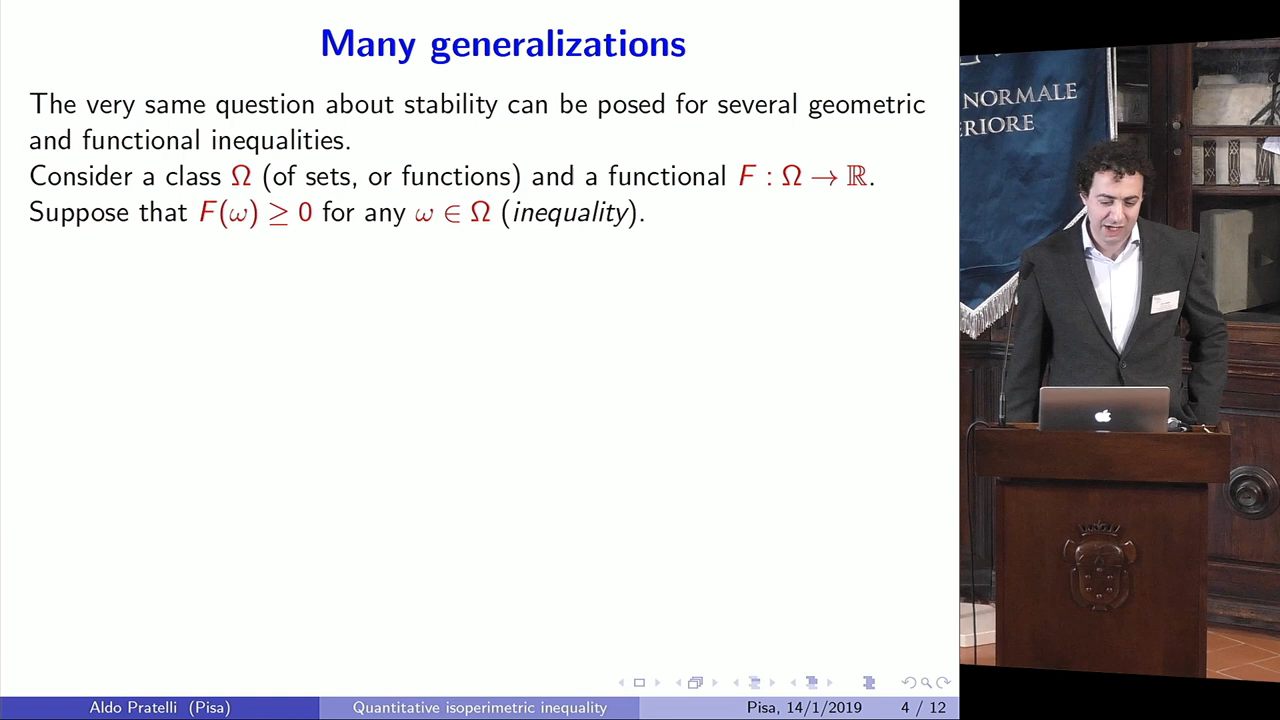 Many generalizations
The very same question about stability can be posed for several geometric
and functional inequalities.
Consider a class Ω (of sets, or functions) and a functional F : Ω → ℝ.
Suppose that F(ω) ≥ 0 for any ω ∈ Ω (inequality).
Aldo Pratelli (Pisa)
Quantitative isoperimetric inequality
Pisa, 14/1/2019
4 / 12
NORMALE
ERIORE